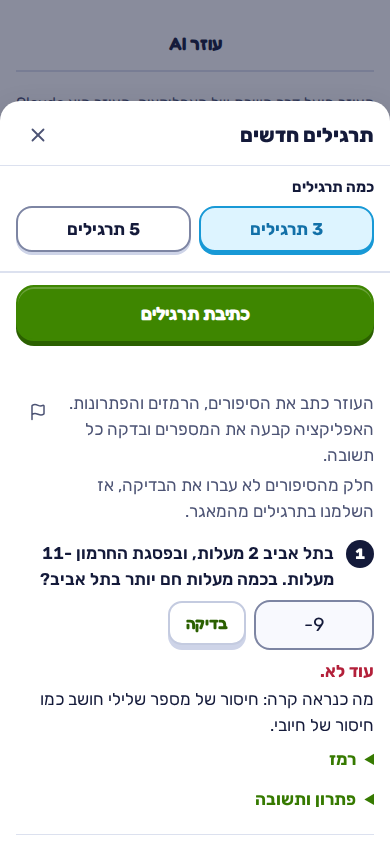 עוזר AI
תרגילים חדשים
כמה תרגילים
3 תרגילים
5 תרגילים
כתיבת תרגילים
העוזר כתב את הסיפורים, הרמזים והפתרונות.
האפליקציה קבעה את המספרים ובדקה כל
תשובה.
חלק מהסיפורים לא עברו את הבדיקה, אז
השלמנו בתרגילים מהמאגר.
1 בתל אביב 2 מעלות, ובפסגת החרמון -11
מעלות. בכמה מעלות חם יותר בתל אביב?
-9
בדיקה
עוד לא.
מה כנראה קרה: חיסור של מספר שלילי חושב כמו
חיסור של חיובי.
רמז
פתרון ותשובה